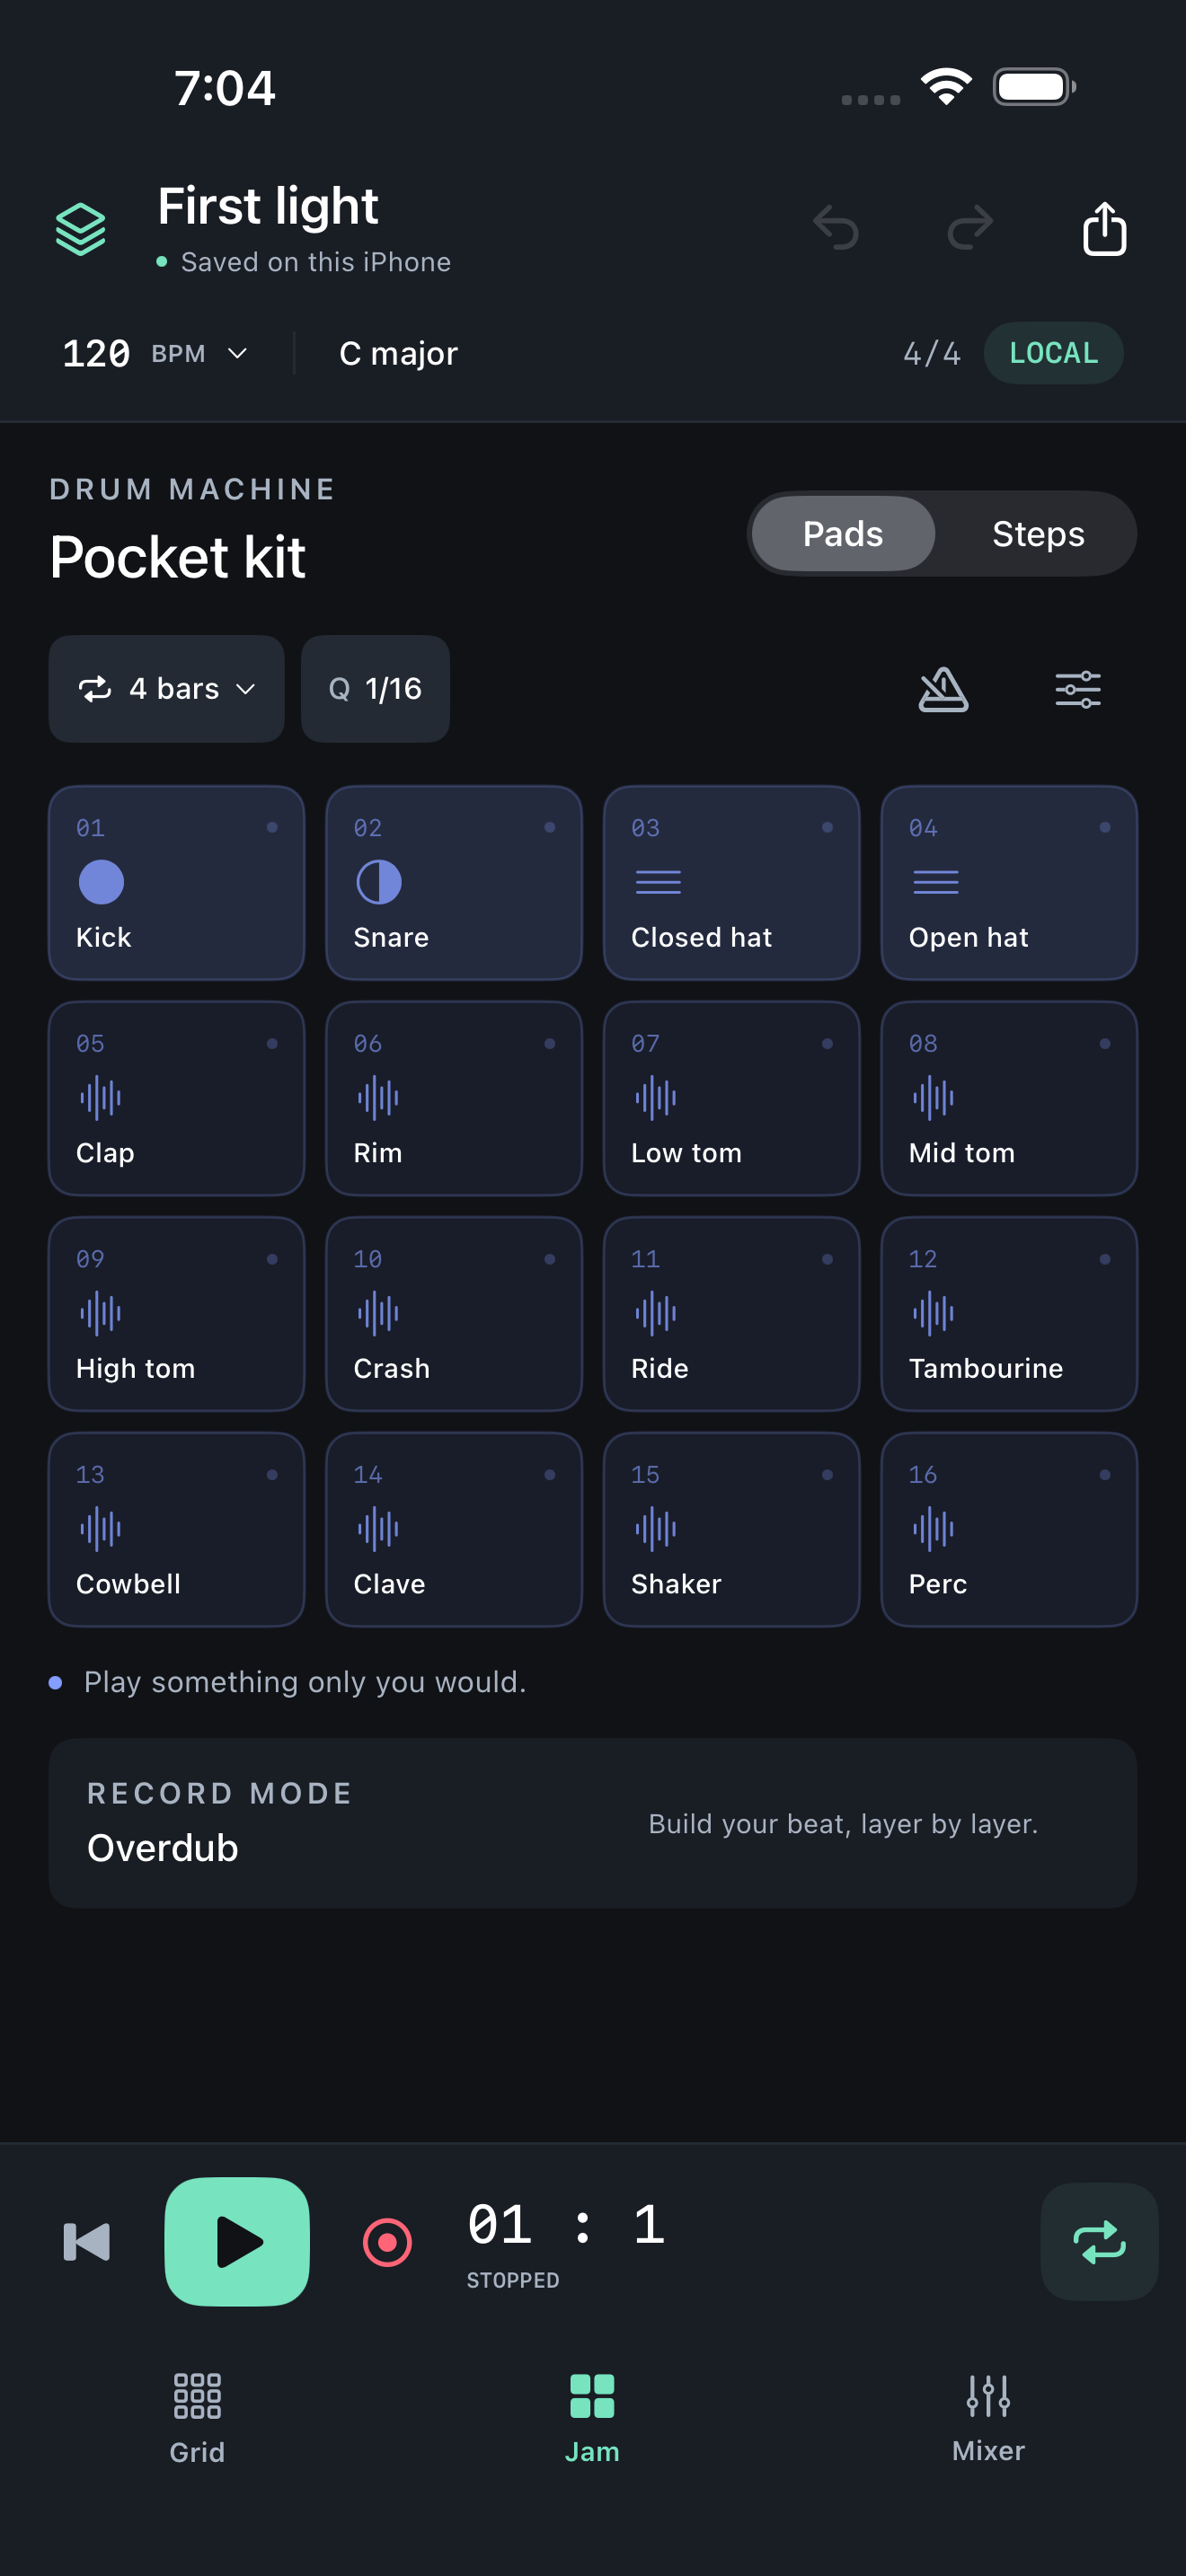 7:04
First light
Saved on this iPhone
120 BPM
C major
4/4
LOCAL
DRUM MACHINE
Pocket kit
Pads
Steps
4 bars
Q 1/16
01
Kick
02
Snare
03
Closed hat
04
Open hat
05
Clap
06
Rim
07
Low tom
08
Mid tom
09
High tom
10
Crash
11
Ride
12
Tambourine
13
Cowbell
14
Clave
15
Shaker
16
Perc
Play something only you would.
RECORD MODE
Overdub
Build your beat, layer by layer.
01 : 1
STOPPED
Grid
Jam
Mixer